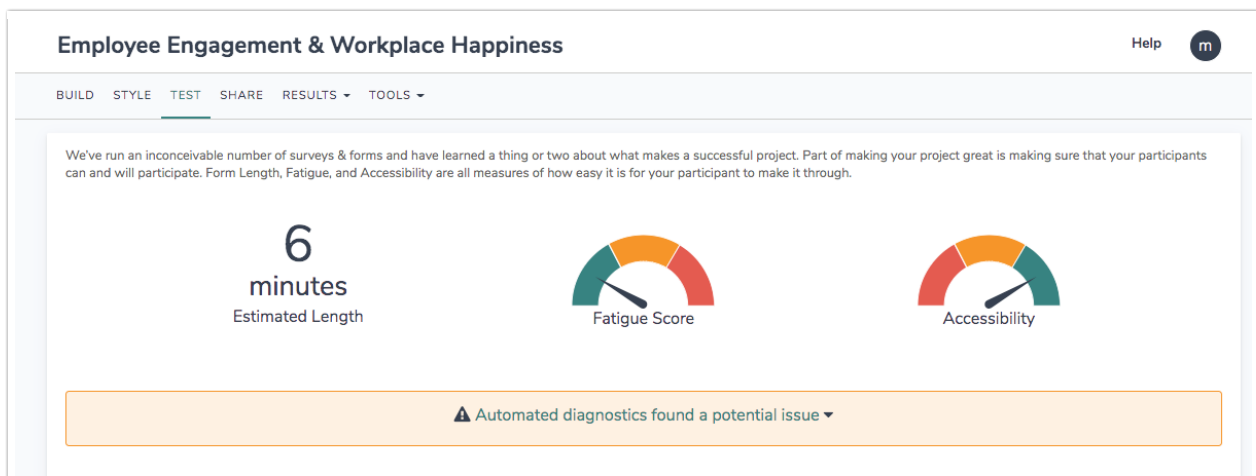 Employee Engagement & Workplace Happiness
Help
m
BUILD STYLE TEST SHARE RESULTS TOOLS
We've run an inconceivable number of surveys & forms and have learned a thing or two about what makes a successful project. Part of making your project great is making sure that your participants
can and will participate. Form Length, Fatigue, and Accessibility are all measures of how easy it is for your participant to make it through.
6
minutes
Estimated Length
Fatigue Score
Accessibility
Automated diagnostics found a potential issue